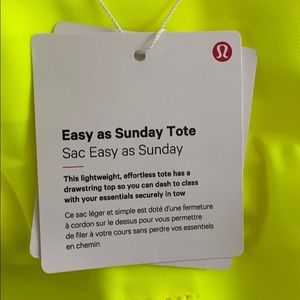 Easy as Sunday Tote
Sac Easy as Sunday
This lightweight, effortless tote has a
drawstring top so you can dash to class
with your essentials securely in tow
Ce sac léger et simple est doté d'une fermeture
à cordon sur le dessus pour vous permettre
de filer à votre cours sans perdre vos essentiels
en chemin